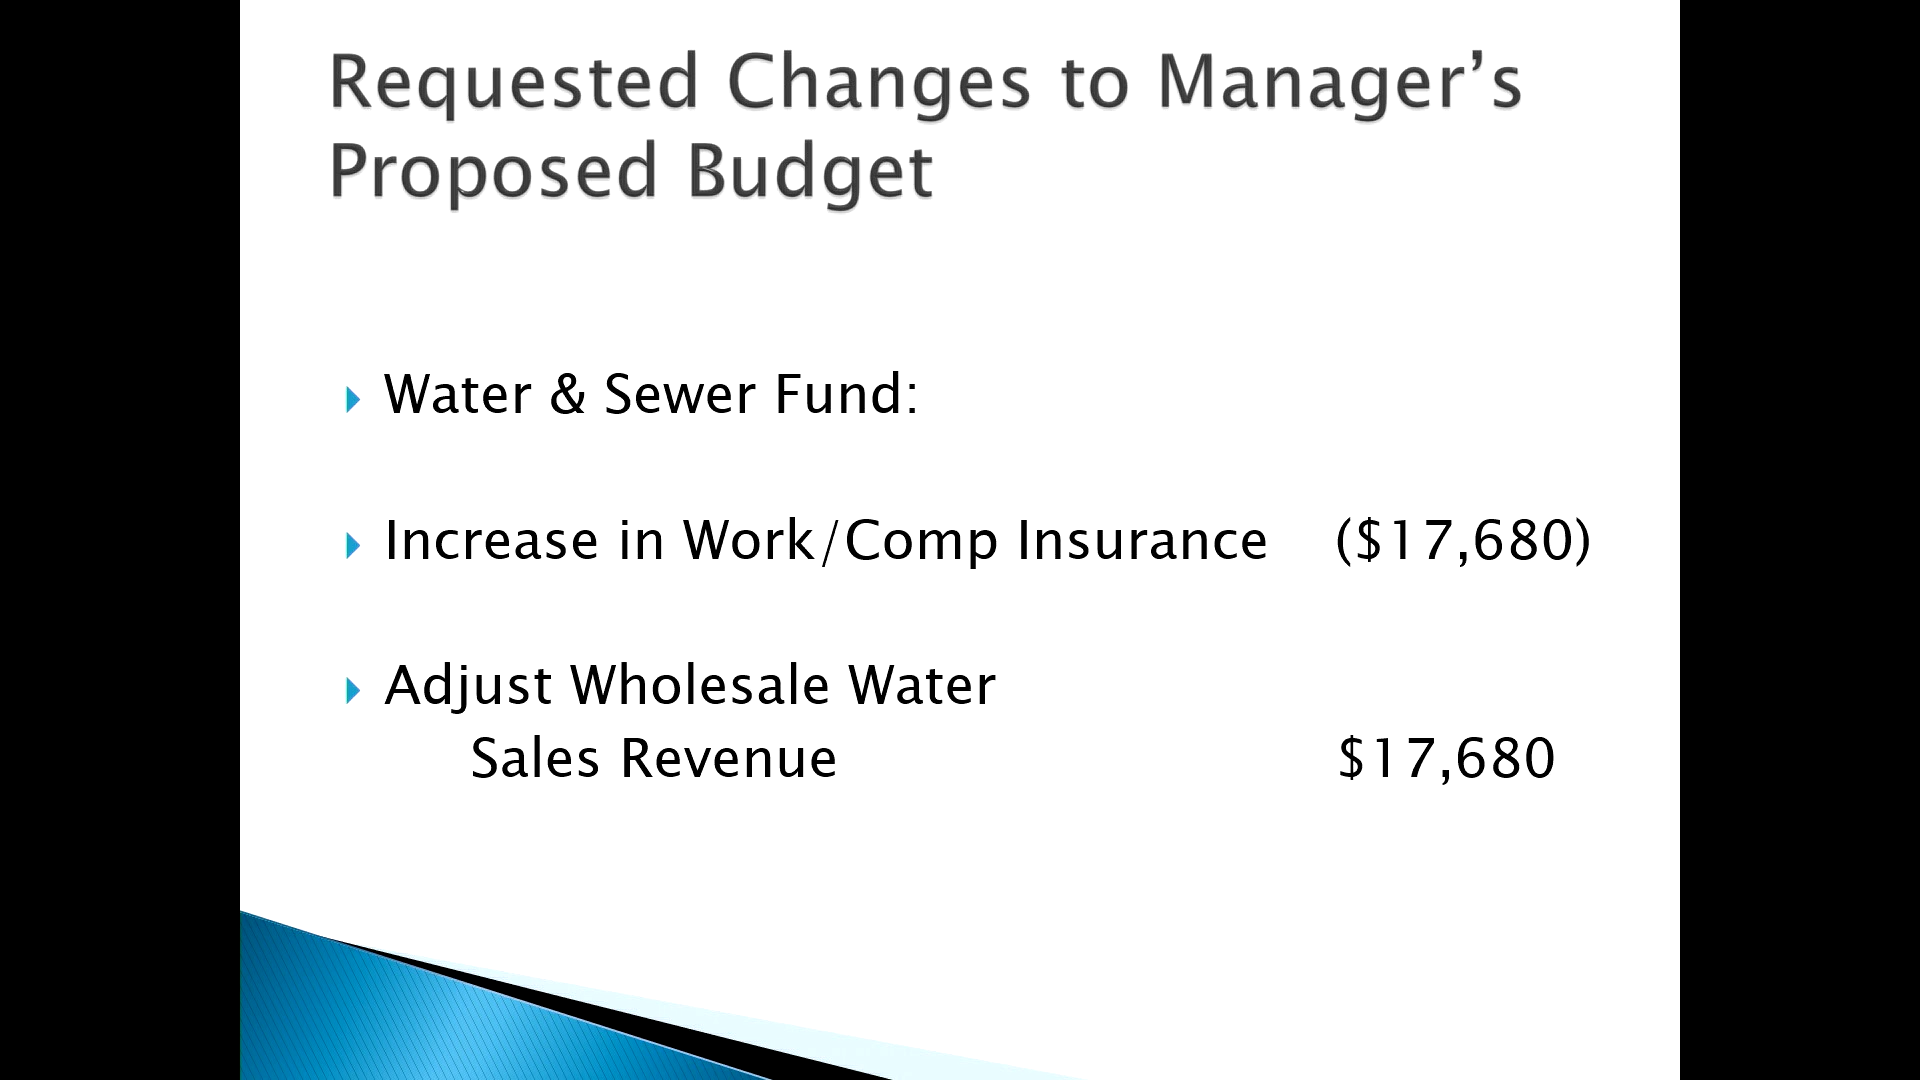 Requested Changes to Manager’s
Proposed Budget
Water & Sewer Fund:
Increase in Work/Comp Insurance ($17,680)
Adjust Wholesale Water
Sales Revenue $17,680